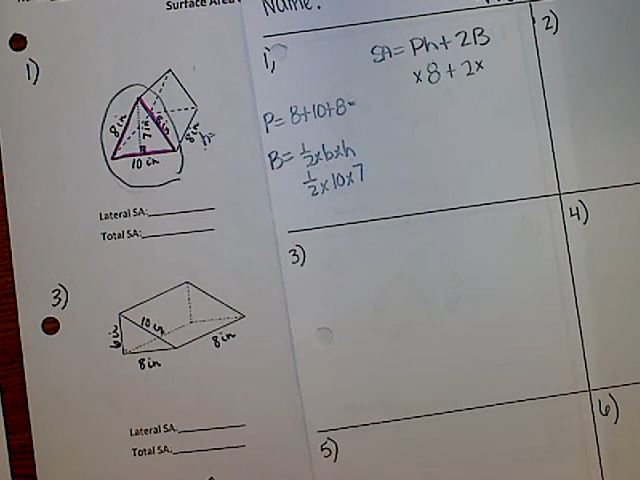 Surface Area
Name:
1)
8 in
7 in
8 in
8 in
h=
10 in
Lateral SA:
Total SA:
3)
10 in
8 in
8 in
Lateral SA:
Total SA:
1)
SA = Ph + 2B
x 8 + 2x
P = 8+10+8=
B = ½ x b x h
½ x 10 x 7
2)
3)
4)
5)
6)